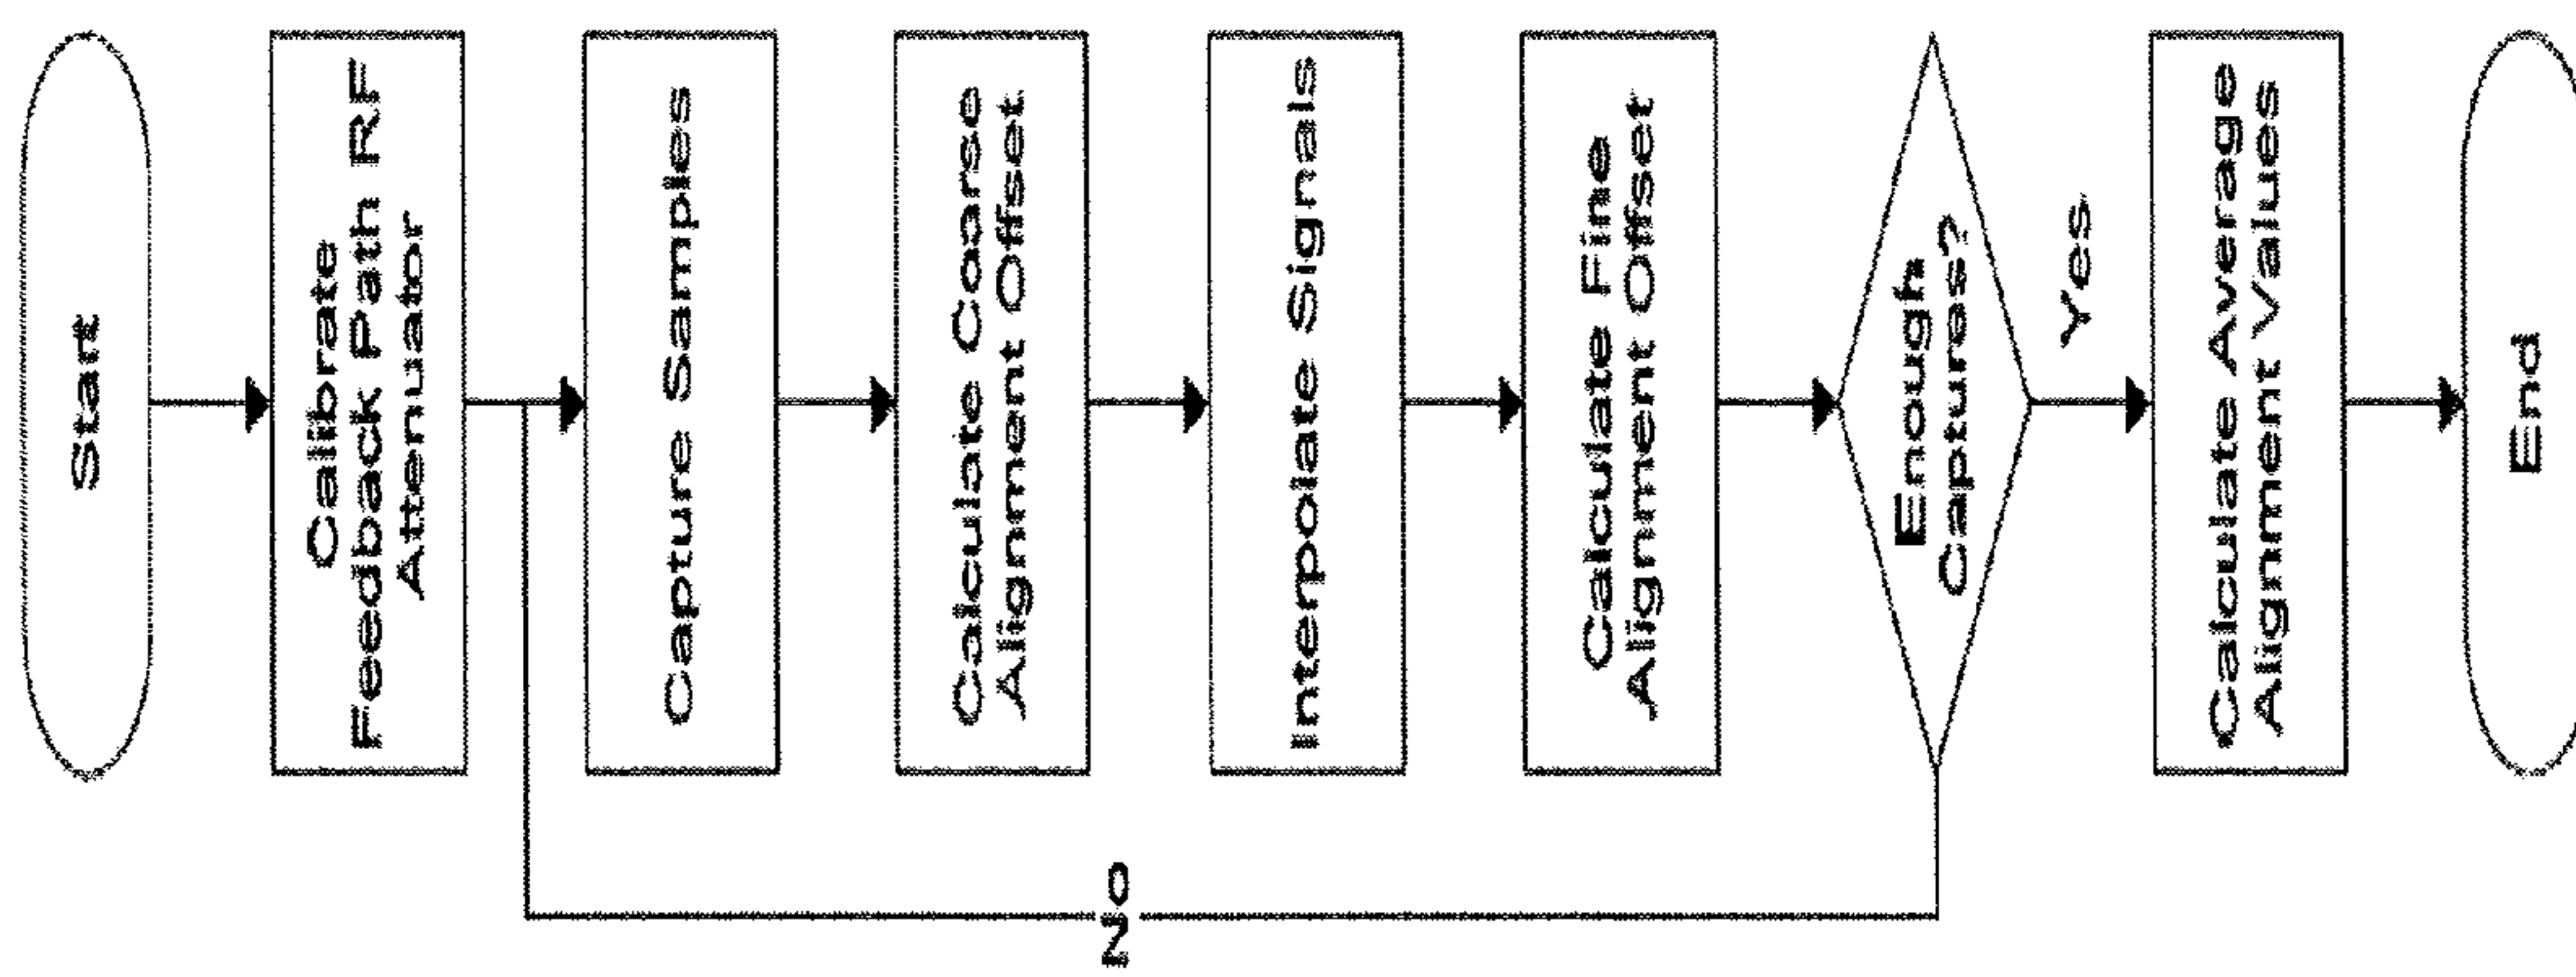 Start
Calibrate
Feedback Path RF
Attenuator
Capture Samples
Calculate Coarse
Alignment Offset
Interpolate Signals
Calculate Fine
Alignment Offset
Enough
Captures?
Yes
No
Calculate Average
Alignment Values
End